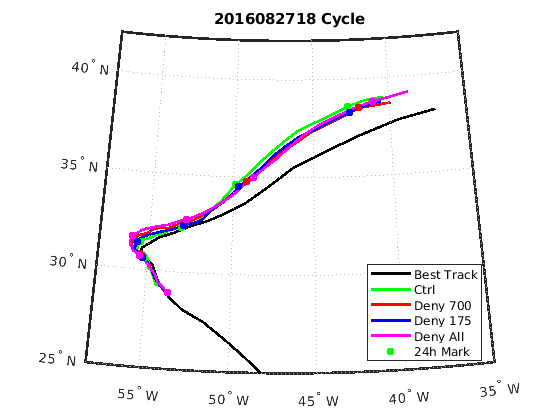 2016082718 Cycle
40° N
35° N
30° N
25° N
55° W
50° W
45° W
40° W
35° W
Best Track
Ctrl
Deny 700
Deny 175
Deny All
24h Mark